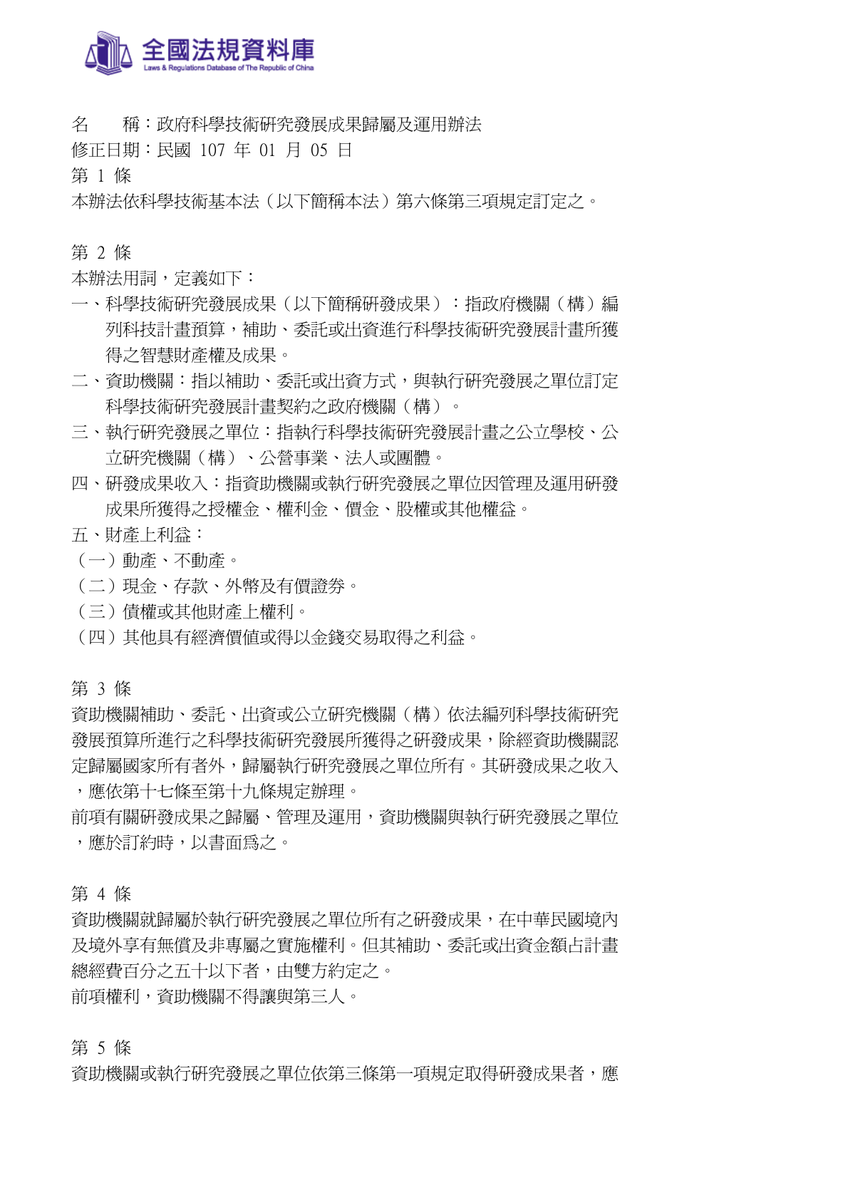 全國法規資料庫
Laws & Regulations Database of The Republic of China
名　　稱：政府科學技術研究發展成果歸屬及運用辦法
修正日期：民國 107 年 01 月 05 日
第 1 條
本辦法依科學技術基本法（以下簡稱本法）第六條第三項規定訂定之。
第 2 條
本辦法用詞，定義如下：
一、科學技術研究發展成果（以下簡稱研發成果）：指政府機關（構）編
列科技計畫預算，補助、委託或出資進行科學技術研究發展計畫所獲
得之智慧財產權及成果。
二、資助機關：指以補助、委託或出資方式，與執行研究發展之單位訂定
科學技術研究發展計畫契約之政府機關（構）。
三、執行研究發展之單位：指執行科學技術研究發展計畫之公立學校、公
立研究機關（構）、公營事業、法人或團體。
四、研發成果收入：指資助機關或執行研究發展之單位因管理及運用研發
成果所獲得之授權金、權利金、價金、股權或其他權益。
五、財產上利益：
（一）動產、不動產。
（二）現金、存款、外幣及有價證券。
（三）債權或其他財產上權利。
（四）其他具有經濟價值或得以金錢交易取得之利益。
第 3 條
資助機關補助、委託、出資或公立研究機關（構）依法編列科學技術研究
發展預算所進行之科學技術研究發展所獲得之研發成果，除經資助機關認
定歸屬國家所有者外，歸屬執行研究發展之單位所有。其研發成果之收入
，應依第十七條至第十九條規定辦理。
前項有關研發成果之歸屬、管理及運用，資助機關與執行研究發展之單位
，應於訂約時，以書面為之。
第 4 條
資助機關就歸屬於執行研究發展之單位所有之研發成果，在中華民國境內
及境外享有無償及非專屬之實施權利。但其補助、委託或出資金額占計畫
總經費百分之五十以下者，由雙方約定之。
前項權利，資助機關不得讓與第三人。
第 5 條
資助機關或執行研究發展之單位依第三條第一項規定取得研發成果者，應